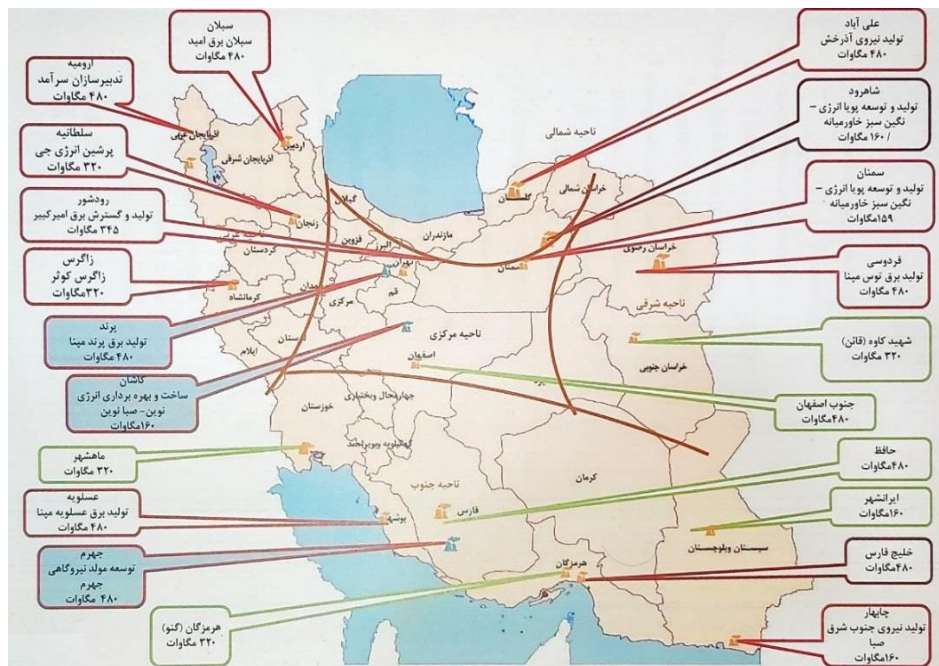 سبلان
سبلان برق امید
۴۸۰ مگاوات
ارومیه
تدبیرسازان سرآمد
۴۸۰ مگاوات
سلطانیه
پرشین انرژی جی
۳۲۰ مگاوات
رودشور
تولید و گسترش برق امیرکبیر
۳۴۵ مگاوات
زاگرس
زاگرس کوثر
۳۲۰مگاوات
پرند
تولید برق پرند مپنا
۴۸۰ مگاوات
کاشان
ساخت و بهره برداری انرژی
نوین- صبا نوین
۱۶۰مگاوات
ماهشهر
۳۲۰ مگاوات
عسلویه
تولید برق عسلویه مپنا
۴۸۰ مگاوات
جهرم
توسعه مولد نیروگاهی
جهرم
۴۸۰ مگاوات
هرمزگان (گنو)
۳۲۰ مگاوات
علی آباد
تولید نیروی آذرخش
۴۸۰ مگاوات
شاهرود
تولید و توسعه پویا انرژی –
نگین سبز خاورمیانه
/ ۱۶۰ مگاوات
سمنان
تولید و توسعه پویا انرژی –
نگین سبز خاورمیانه
۱۵۹مگاوات
فردوسی
تولید برق توس مپنا
۴۸۰ مگاوات
شهید کاوه (قائن)
۳۲۰ مگاوات
جنوب اصفهان
۴۸۰مگاوات
حافظ
۴۸۰مگاوات
ایرانشهر
۱۶۰مگاوات
خلیج فارس
۴۸۰مگاوات
چابهار
تولید نیروی جنوب شرق
صبا
۱۶۰مگاوات
ناحیه شمالی
آذربایجان غربی
آذربایجان شرقی
اردبیل
گیلان
زنجان
ناحیه غربی
کردستان
قزوین
البرز
مازندران
گلستان
خراسان شمالی
خراسان رضوی
تهران
سمنان
قم
مرکزی
همدان
کرمانشاه
ناحیه شرقی
لرستان
ایلام
ناحیه مرکزی
اصفهان
خراسان جنوبی
یزد
چهارمحال وبختیاری
خوزستان
کهگیلویه وبویراحمد
ناحیه جنوب
فارس
کرمان
بوشهر
هرمزگان
سیستان وبلوچستان